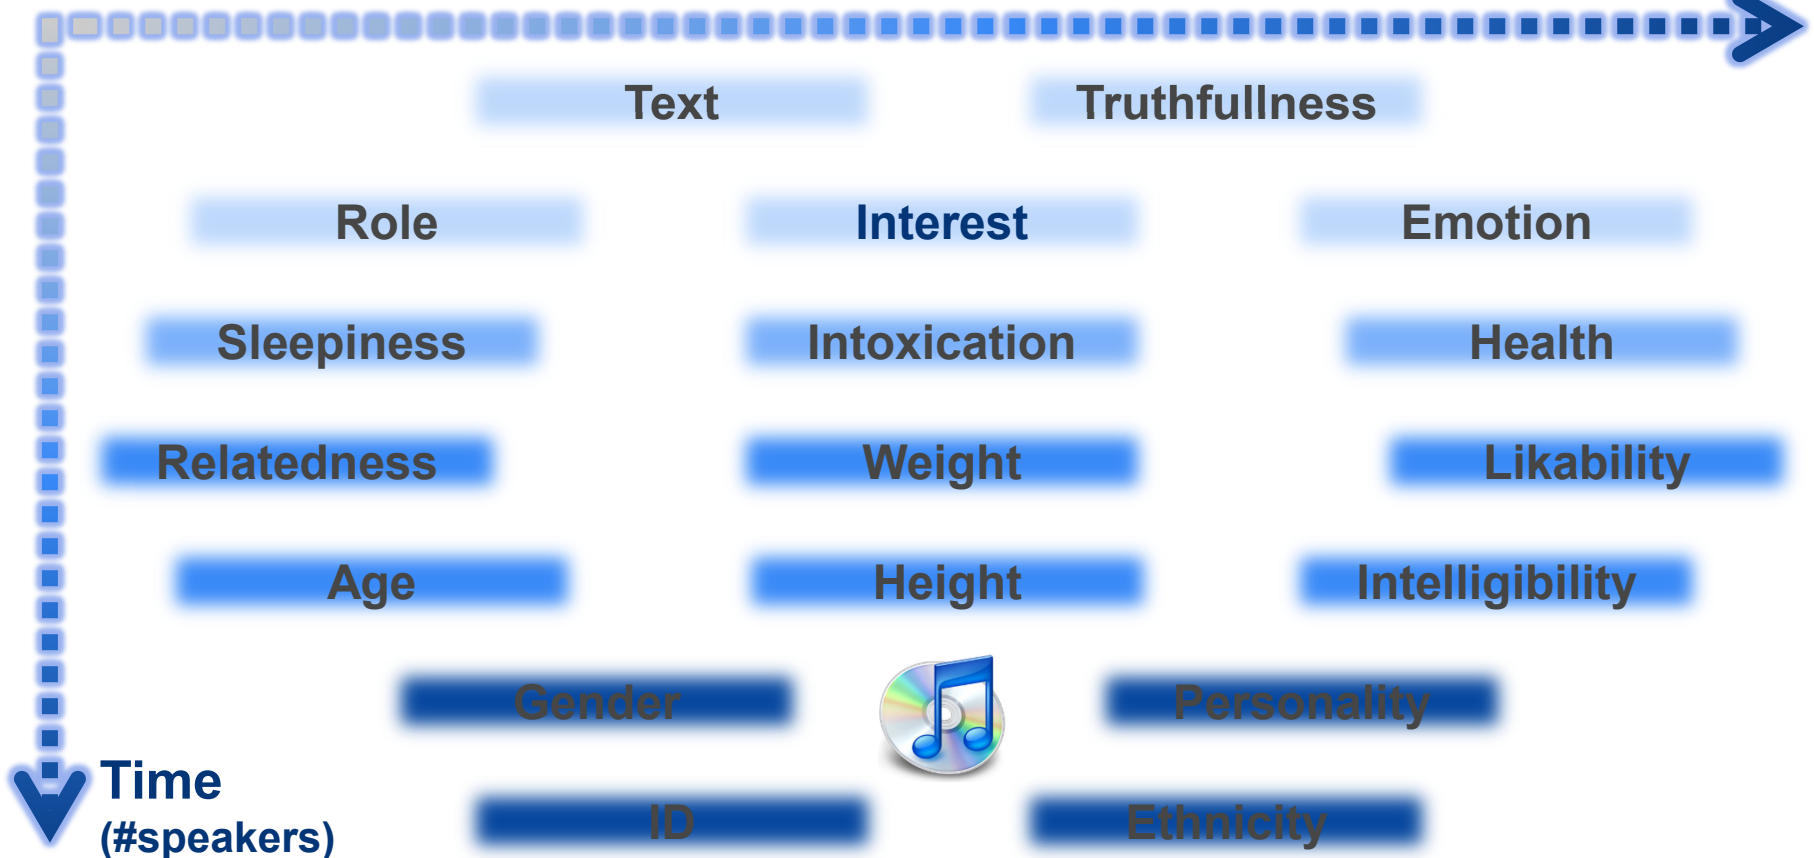 Text Truthfullness
Role Interest Emotion
Sleepiness Intoxication Health
Relatedness Weight Likability
Age Height Intelligibility
Gender Personality
Time
ID Ethnicity
(#speakers)